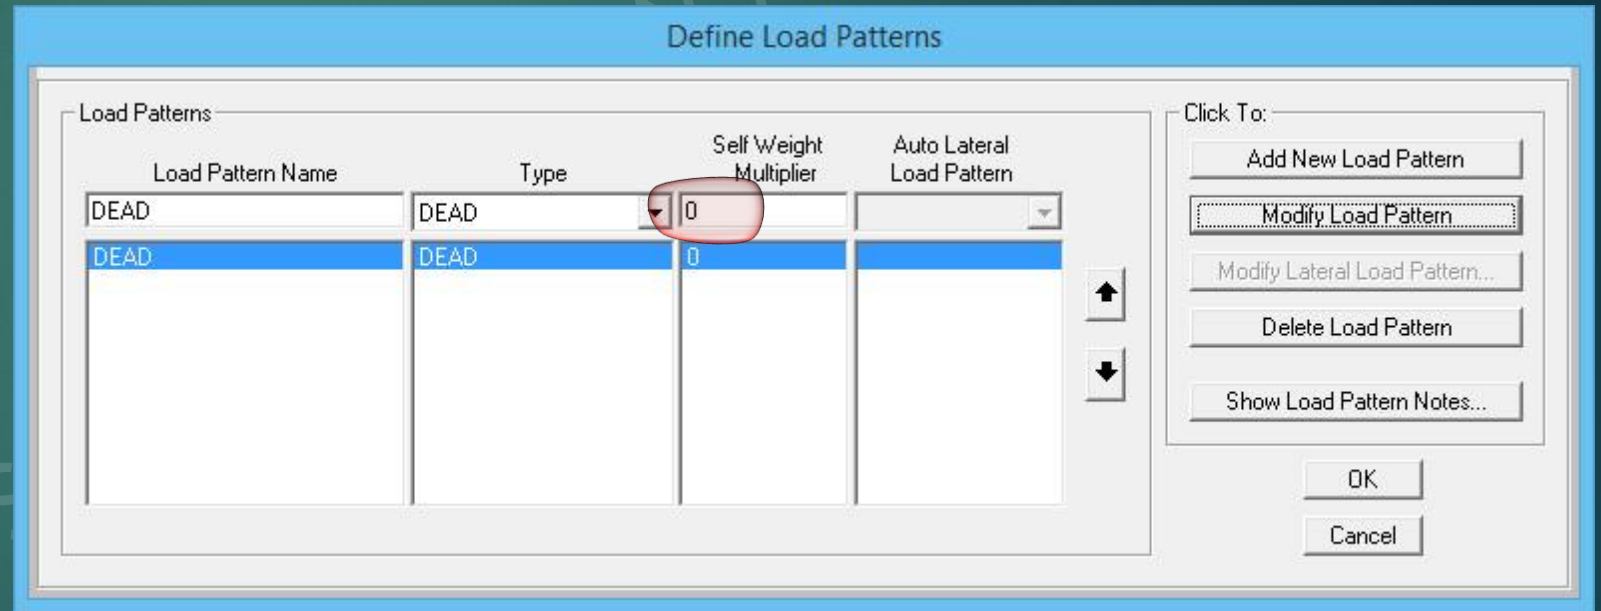 Define Load Patterns
Load Patterns
Load Pattern Name
Type
Self Weight
Multiplier
Auto Lateral
Load Pattern
DEAD
DEAD
0
DEAD
DEAD
0
Click To:
Add New Load Pattern
Modify Load Pattern
Modify Lateral Load Pattern...
Delete Load Pattern
Show Load Pattern Notes...
OK
Cancel